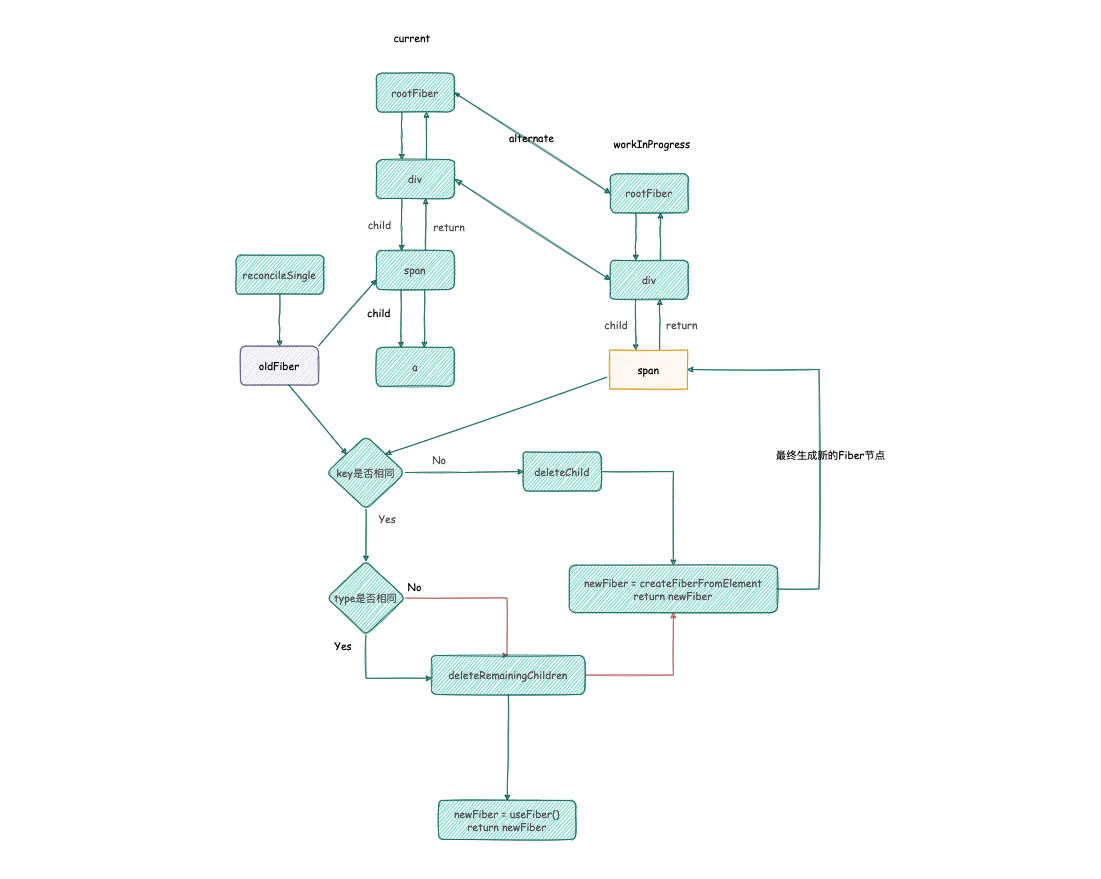 current
rootFiber
alternate
workInProgress
div
rootFiber
child
return
reconcileSingle
span
div
child
child
return
oldFiber
a
span
key是否相同
No
deleteChild
最终生成新的Fiber节点
Yes
type是否相同
No
newFiber = createFiberFromElement
return newFiber
Yes
deleteRemainingChildren
newFiber = useFiber()
return newFiber